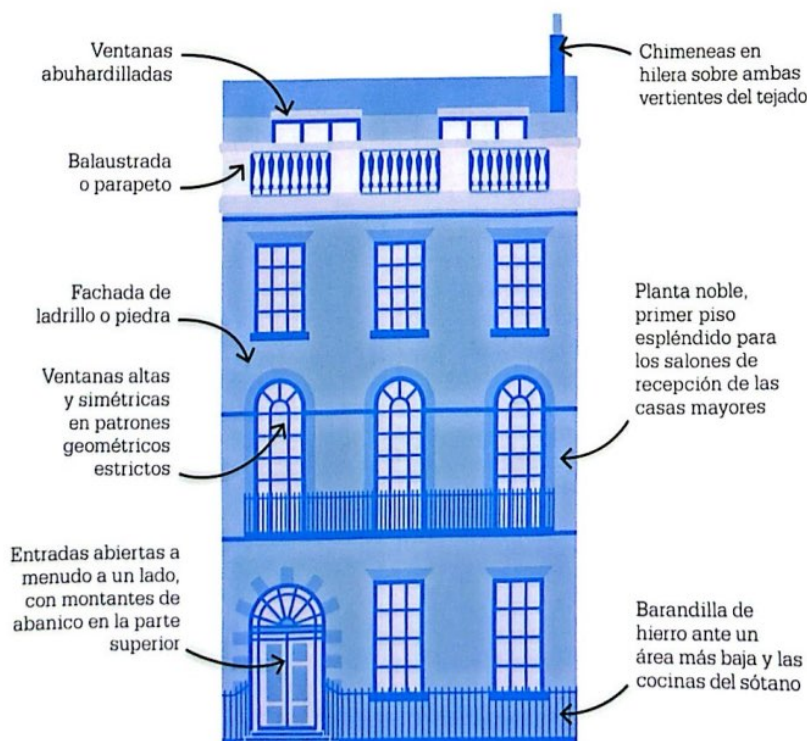 Ventanas
abuhardilladas
Balaustrada
o parapeto
Fachada de
ladrillo o piedra
Ventanas altas
y simétricas
en patrones
geométricos
estrictos
Entradas abiertas a
menudo a un lado,
con montantes de
abanico en la parte
superior
Chimeneas en
hilera sobre ambas
vertientes del tejado
Planta noble,
primer piso
espléndido para
los salones de
recepción de las
casas mayores
Barandilla de
hierro ante un
área más baja y las
cocinas del sótano